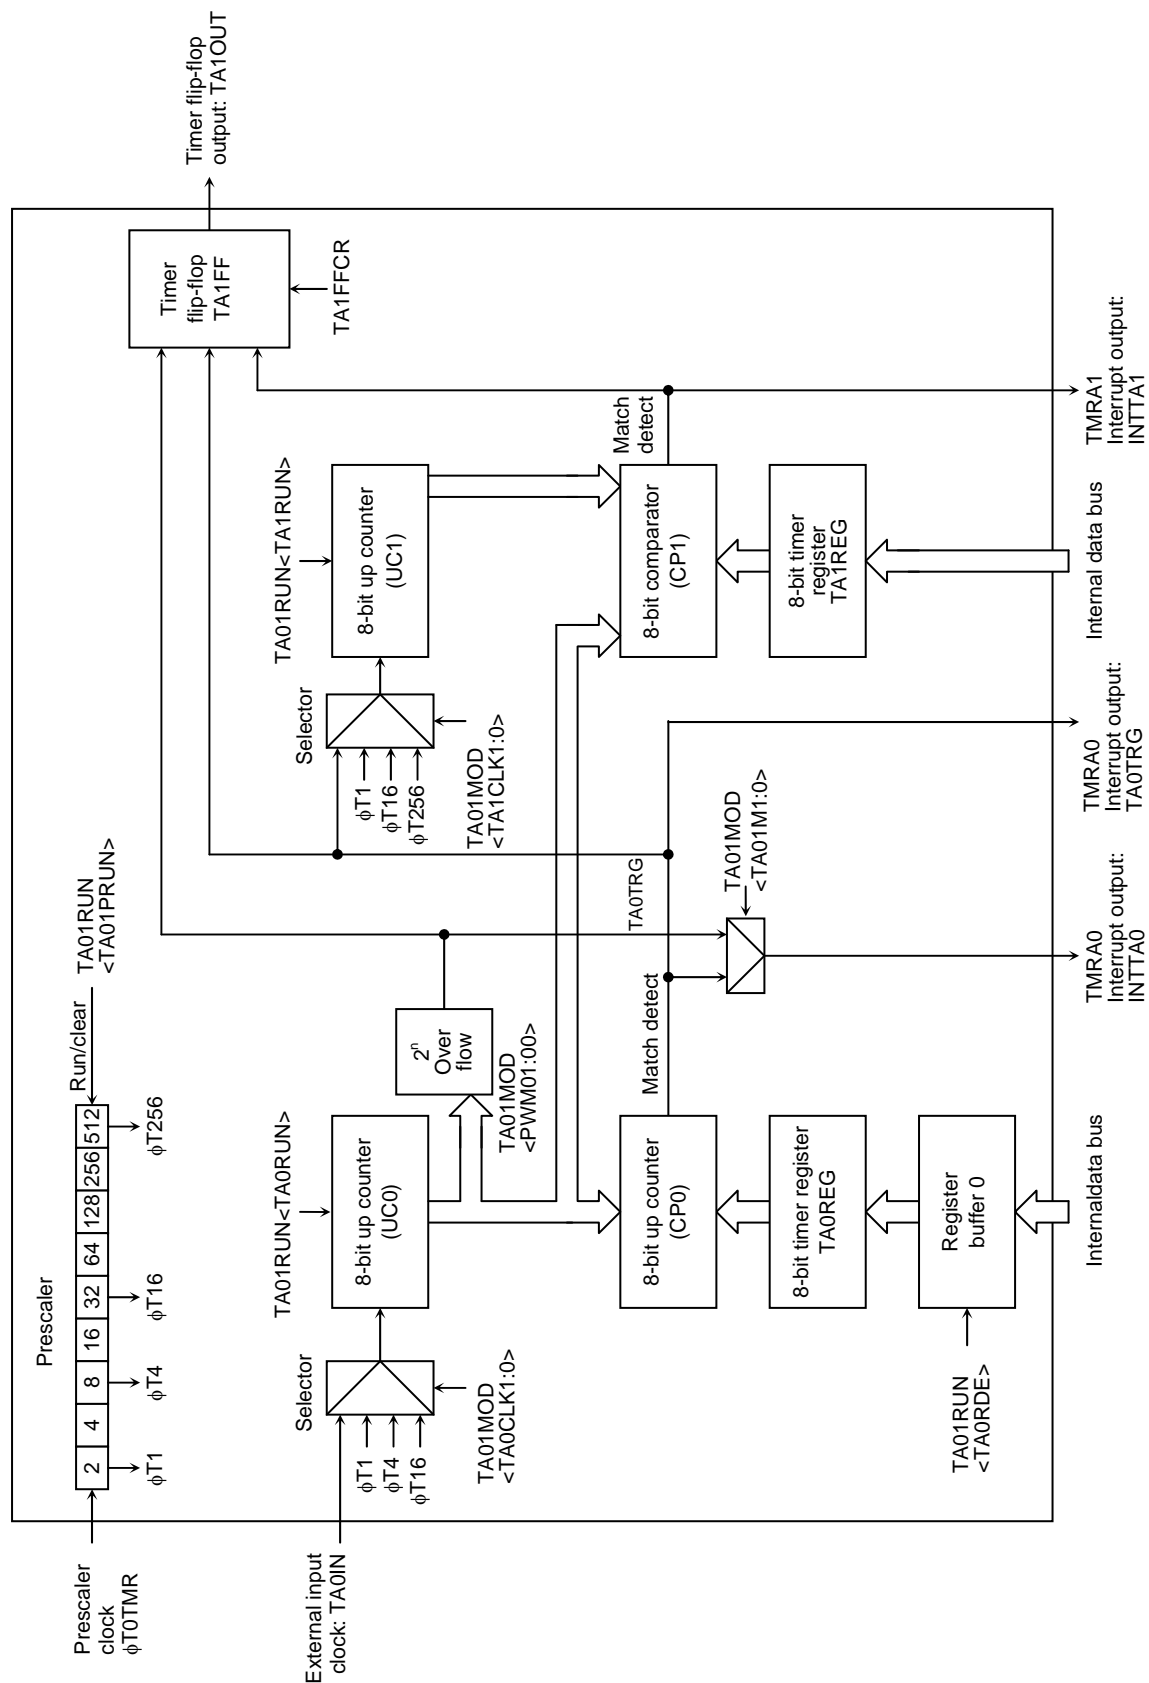 Prescaler
Prescaler
clock
ϕT0TMR
2
4
8
16
32
64
128
256
512
Run/clear
TA01RUN
<TA01PRUN>
ϕT1
ϕT4
ϕT16
ϕT256
External input
clock: TA0IN
Selector
ϕT1
ϕT4
ϕT16
TA01MOD
<TA0CLK1:0>
TA01RUN<TA0RUN>
8-bit up counter
(UC0)
2ⁿ
Over
flow
TA01MOD
<PWM01:00>
8-bit up counter
(CP0)
Match detect
TA0TRG
8-bit timer register
TA0REG
Register
buffer 0
TA01RUN
<TA0RDE>
Internaldata bus
TA01MOD
<TA01M1:0>
TMRA0
Interrupt output:
INTTA0
TMRA0
Interrupt output:
TA0TRG
Selector
ϕT1
ϕT16
ϕT256
TA01MOD
<TA1CLK1:0>
TA01RUN<TA1RUN>
8-bit up counter
(UC1)
8-bit comparator
(CP1)
Match
detect
8-bit timer
register
TA1REG
Internal data bus
TMRA1
Interrupt output:
INTTA1
Timer
flip-flop
TA1FF
TA1FFCR
Timer flip-flop
output: TA1OUT